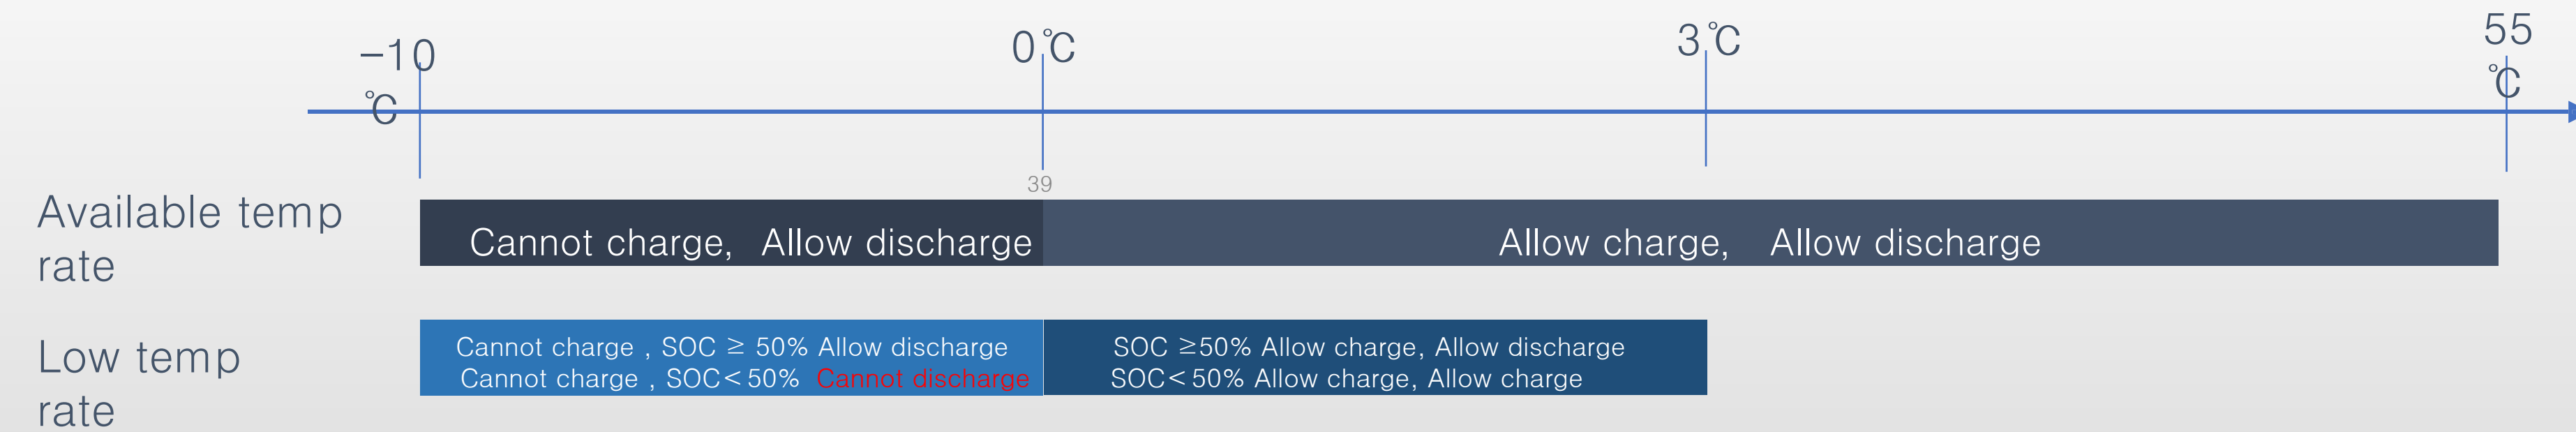 −10
℃
0℃
3℃
55
℃
39
Available temp
rate
Cannot charge, Allow discharge
Allow charge, Allow discharge
Low temp
rate
Cannot charge , SOC ≥ 50% Allow discharge
Cannot charge , SOC<50% Cannot discharge
SOC ≥50% Allow charge, Allow discharge
SOC<50% Allow charge, Allow charge